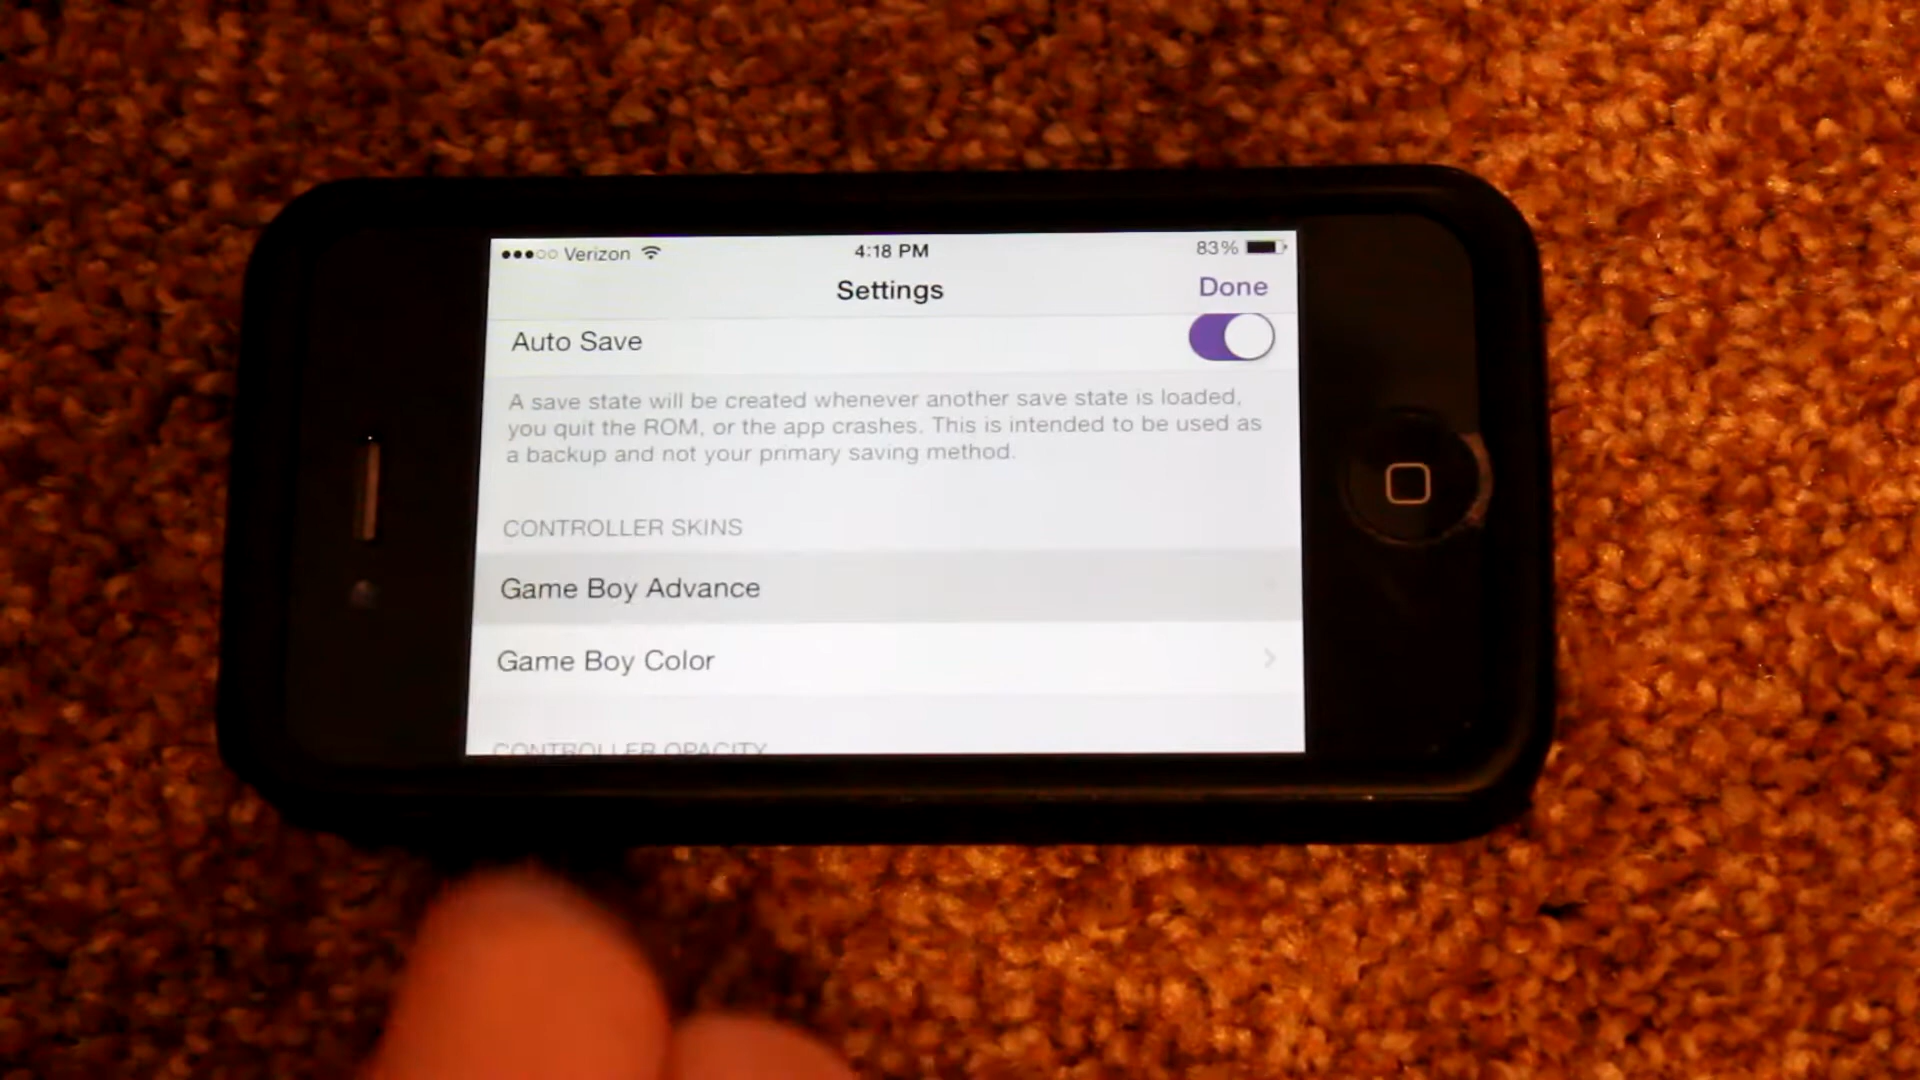 Verizon 4:18 PM 83%
Settings Done
Auto Save
A save state will be created whenever another save state is loaded,
you quit the ROM, or the app crashes. This is intended to be used as
a backup and not your primary saving method.
CONTROLLER SKINS
Game Boy Advance
Game Boy Color
CONTROLLER OPACITY